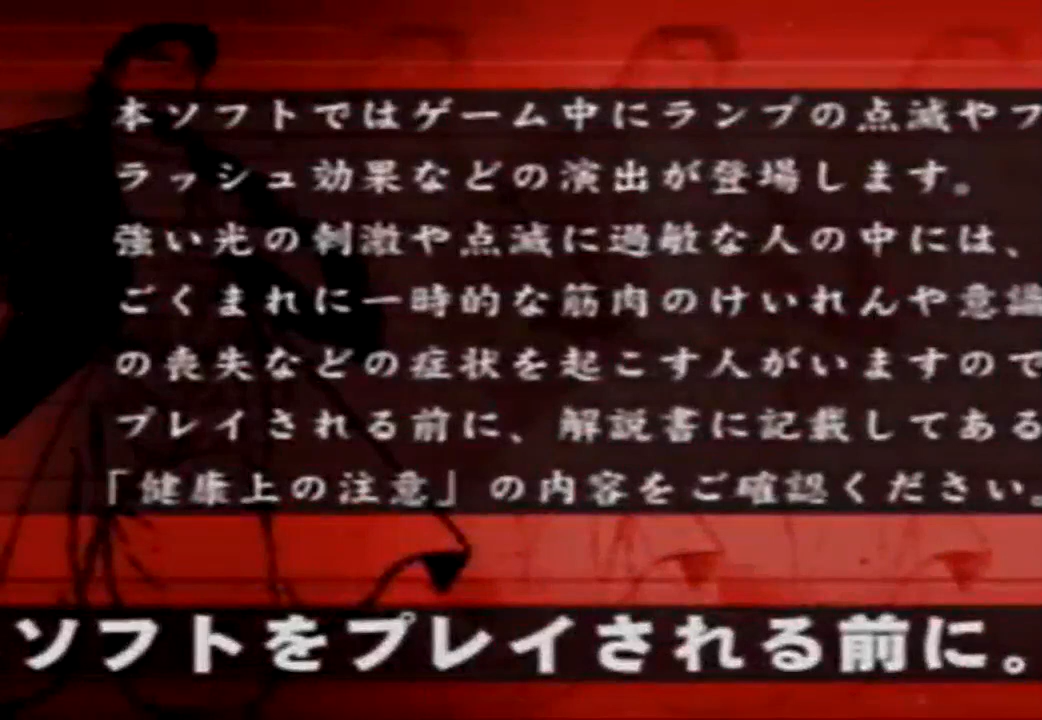 本ソフトではゲーム中にランプの点滅やフ
ラッシュ効果などの演出が登場します。
強い光の刺激や点滅に過敏な人の中には、
ごくまれに一時的な筋肉のけいれんや意識
の喪失などの症状を起こす人がいますので
プレイされる前に、解説書に記載してある
「健康上の注意」の内容をご確認ください。
ソフトをプレイされる前に。